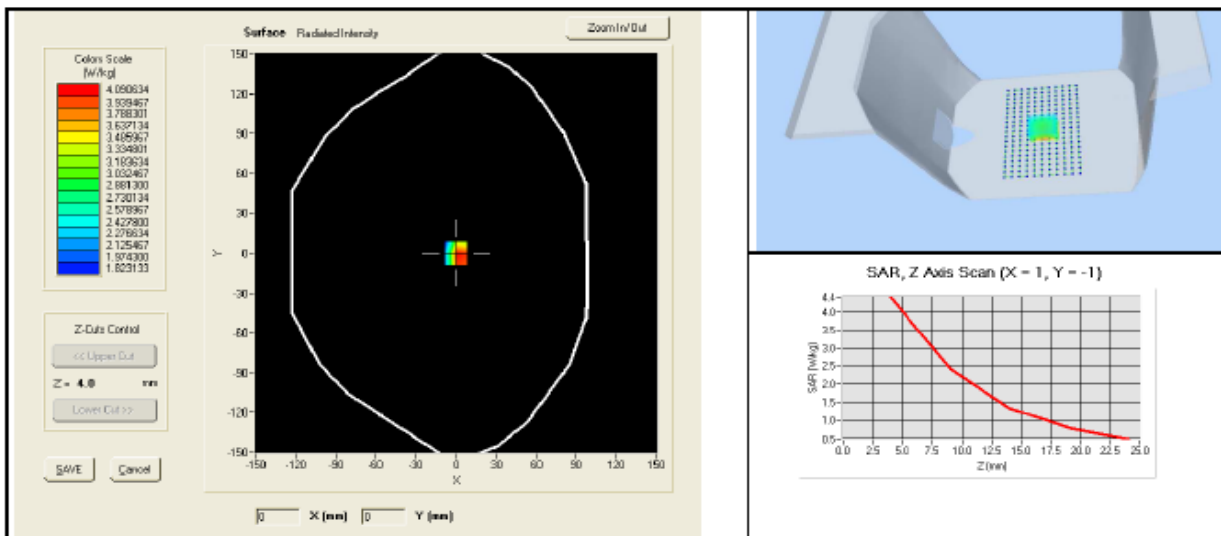 Surface Radiated Intensity
Zoom In/Out
Colors Scale
(W/kg)
4.090634
3.939467
3.788301
3.637134
3.485967
3.334801
3.183634
3.032467
2.881300
2.730134
2.578967
2.427800
2.276634
2.125467
1.974300
1.823133
Z-Cuts Control
<< Upper Cut
Z = 4.0 mm
Lower Cut >>
SAVE Cancel
150
120
90
60
30
0
-30
-60
-90
-120
-150
Y
-150 -120 -90 -60 -30 0 30 60 90 120 150
X
0 X (mm) 0 Y (mm)
SAR, Z Axis Scan (X = 1, Y = -1)
SAR (W/kg)
4.4
4.0
3.5
3.0
2.5
2.0
1.5
1.0
0.5
0.0 2.5 5.0 7.5 10.0 12.5 15.0 17.5 20.0 22.5 25.0
Z (mm)